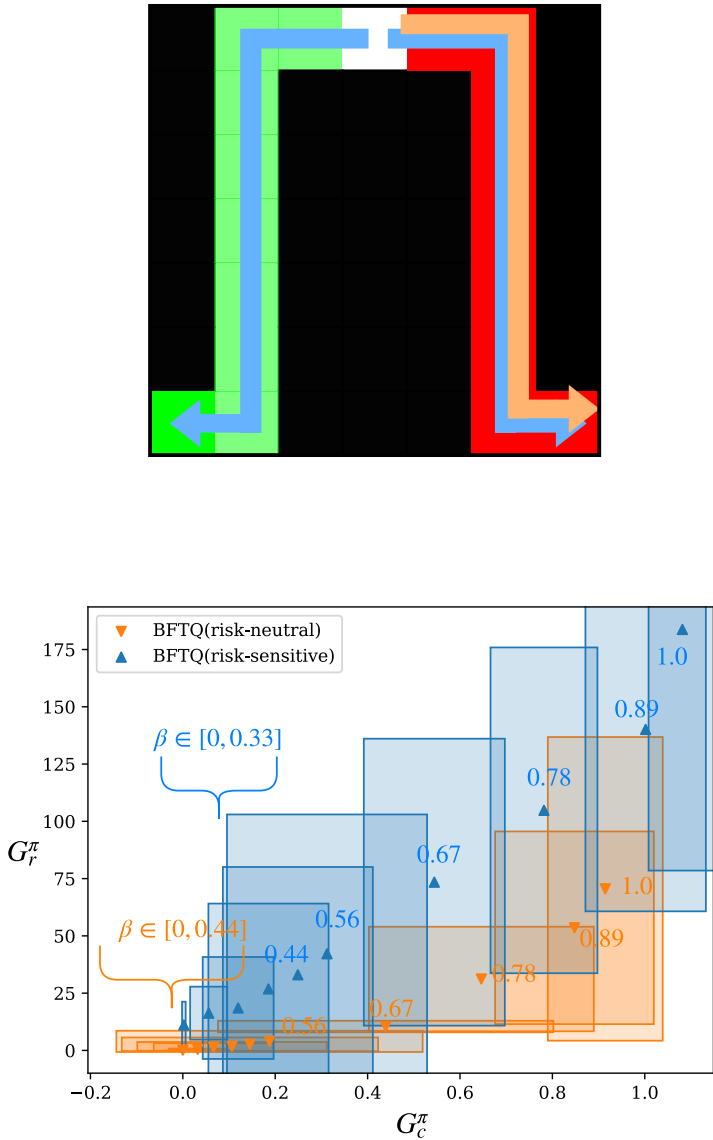 175
150
125
100
75
50
25
0
BFTQ(risk-neutral)
BFTQ(risk-sensitive)
1.0
0.89
β ∈ [0, 0.33]
0.78
0.67
1.0
β ∈ [0, 0.44]
0.56
0.89
0.44
0.78
0.67
0.56
−0.2 0.0 0.2 0.4 0.6 0.8 1.0
G_r^π
G_c^π